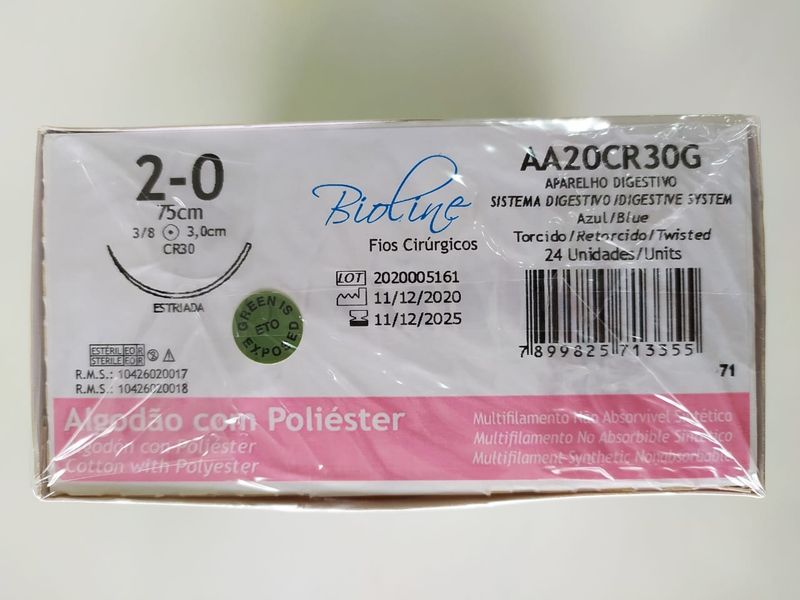 2-0
75cm
3/8 3,0cm
CR30
ESTRIADA
GREEN IS
ETO
EXPOSED
ESTÉRIL EO R
STERILE EO R
R.M.S.: 10426020017
R.M.S.: 10426020018
Bioline
Fios Cirúrgicos
LOT 2020005161
11/12/2020
11/12/2025
AA20CR30G
APARELHO DIGESTIVO
SISTEMA DIGESTIVO /DIGESTIVE SYSTEM
Azul/Blue
Torcido/Retorcido/Twisted
24 Unidades/Units
7 899825 713355
71
Algodão com Poliéster
Algodón con Poliéster
Cotton with Polyester
Multifilamento Não Absorvível Sintético
Multifilamento No Absorbible Sintético
Multifilament Synthetic Nonabsorbable